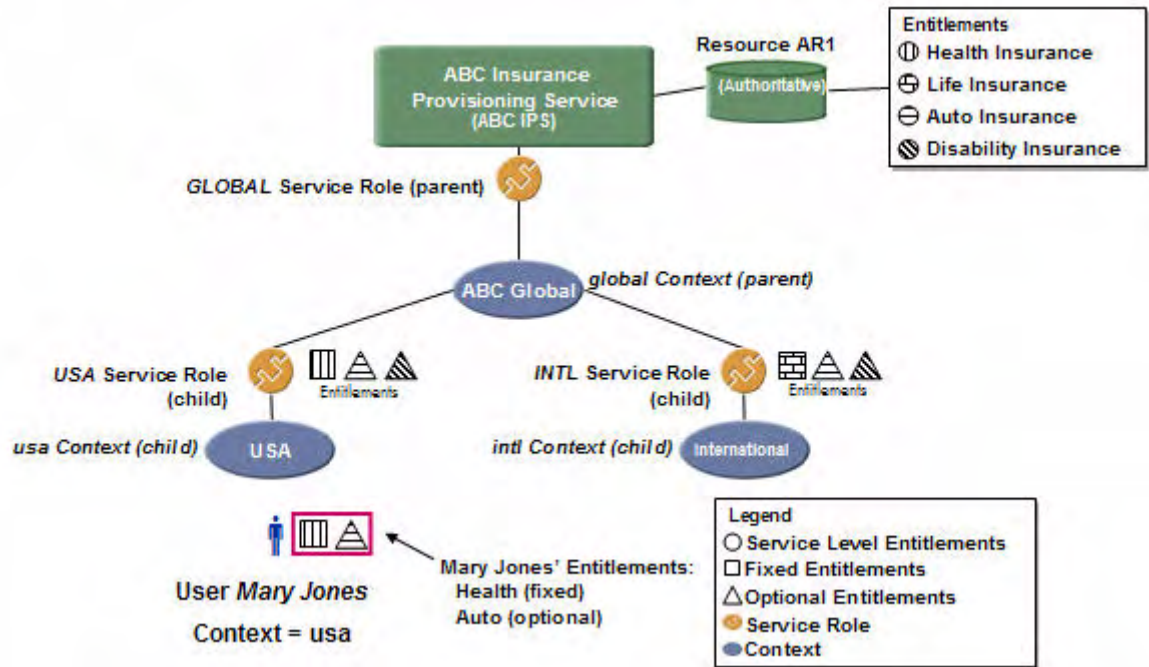 Entitlements
Health Insurance
Life Insurance
Auto Insurance
Disability Insurance
Resource AR1
(Authoritative)
ABC Insurance
Provisioning Service
(ABC IPS)
GLOBAL Service Role (parent)
ABC Global
global Context (parent)
USA Service Role
(child)
Entitlements
INTL Service Role
(child)
Entitlements
usa Context (child)
USA
intl Context (child)
International
Mary Jones' Entitlements:
Health (fixed)
Auto (optional)
User Mary Jones
Context = usa
Legend
Service Level Entitlements
Fixed Entitlements
Optional Entitlements
Service Role
Context